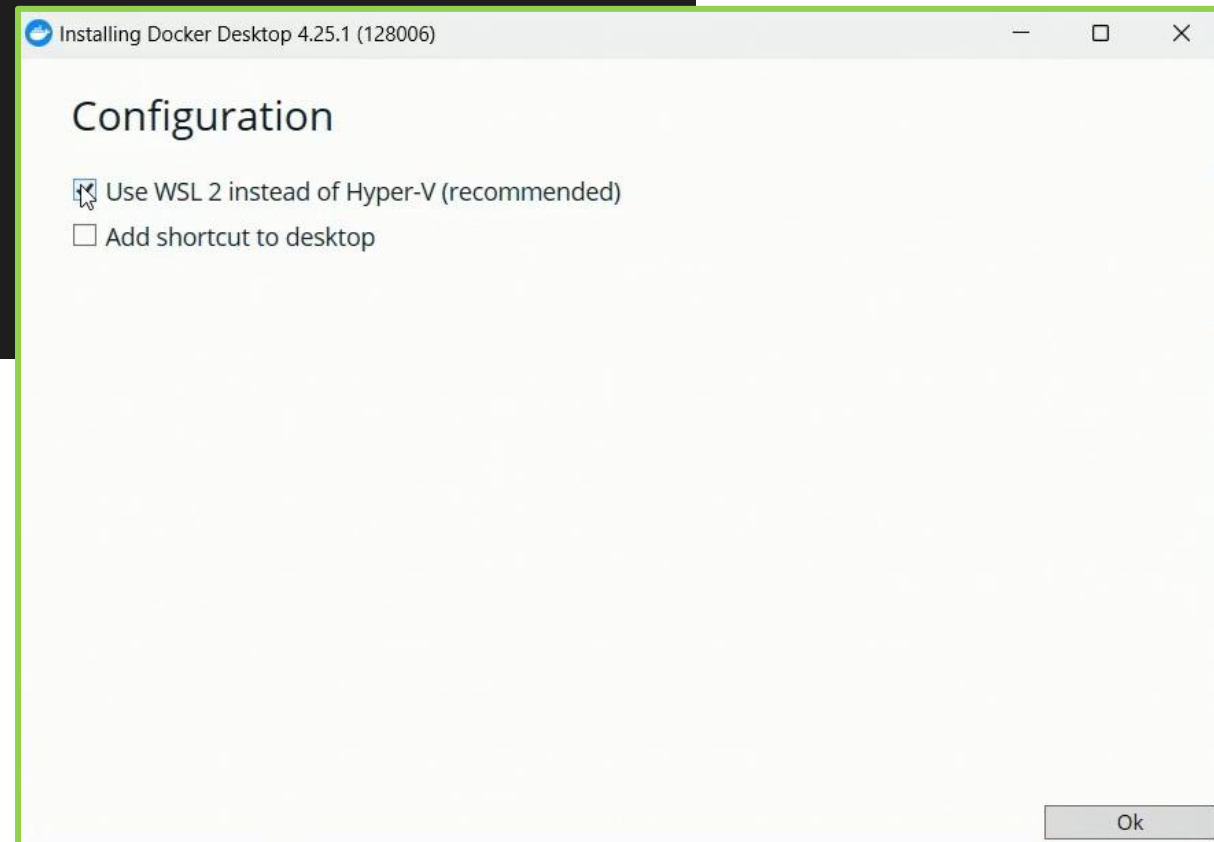 Installing Docker Desktop 4.25.1 (128006)
Configuration
Use WSL 2 instead of Hyper-V (recommended)
Add shortcut to desktop
Ok